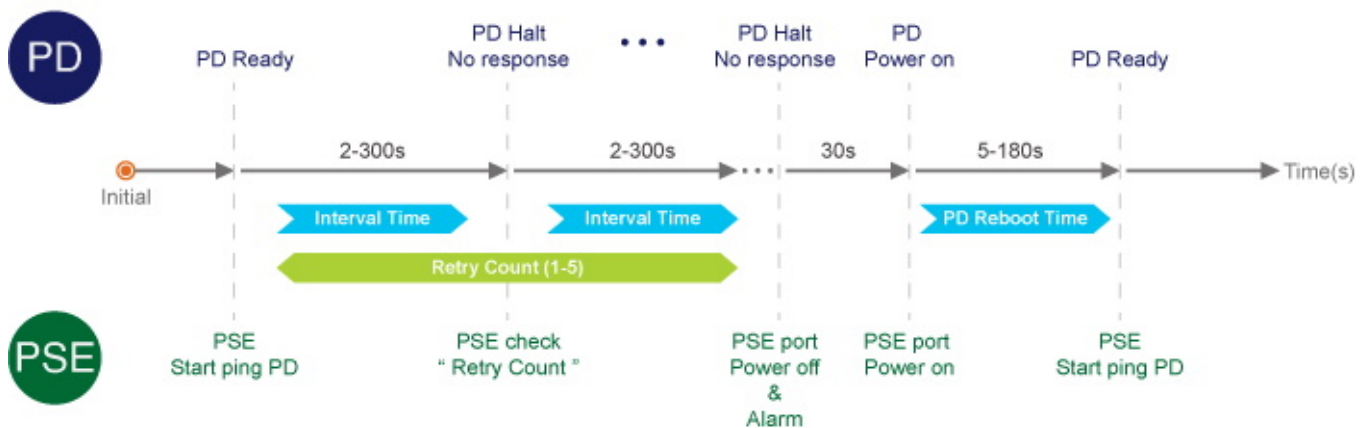 PD
PD Ready
PD Halt
No response
•••
PD Halt
No response
PD
Power on
PD Ready
2-300s
2-300s
30s
5-180s
Initial
Time(s)
Interval Time
Interval Time
PD Reboot Time
Retry Count (1-5)
PSE
PSE
Start ping PD
PSE check
“ Retry Count ”
PSE port
Power off
&
Alarm
PSE port
Power on
PSE
Start ping PD